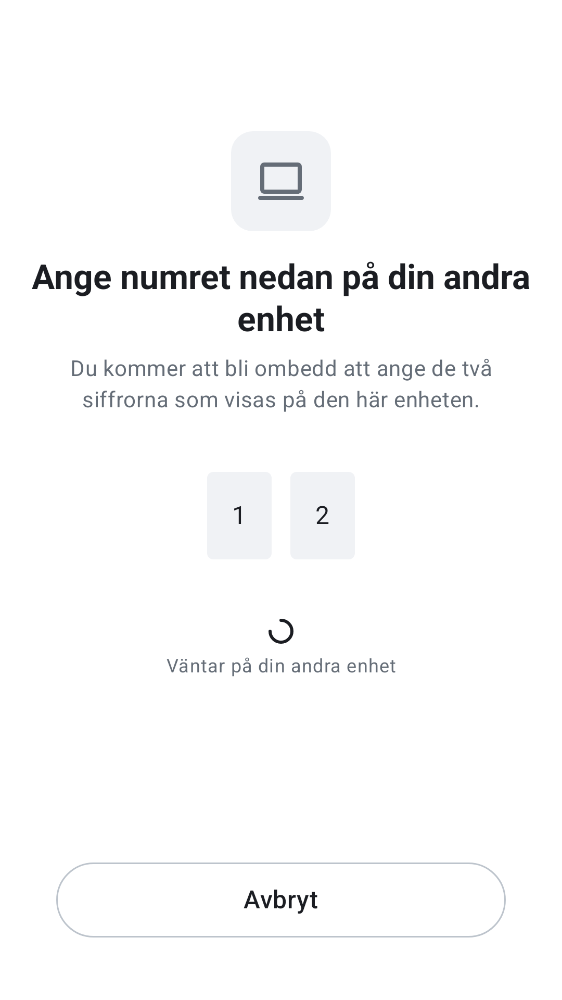 Ange numret nedan på din andra
enhet
Du kommer att bli ombedd att ange de två
siffrorna som visas på den här enheten.
1 2
Väntar på din andra enhet
Avbryt